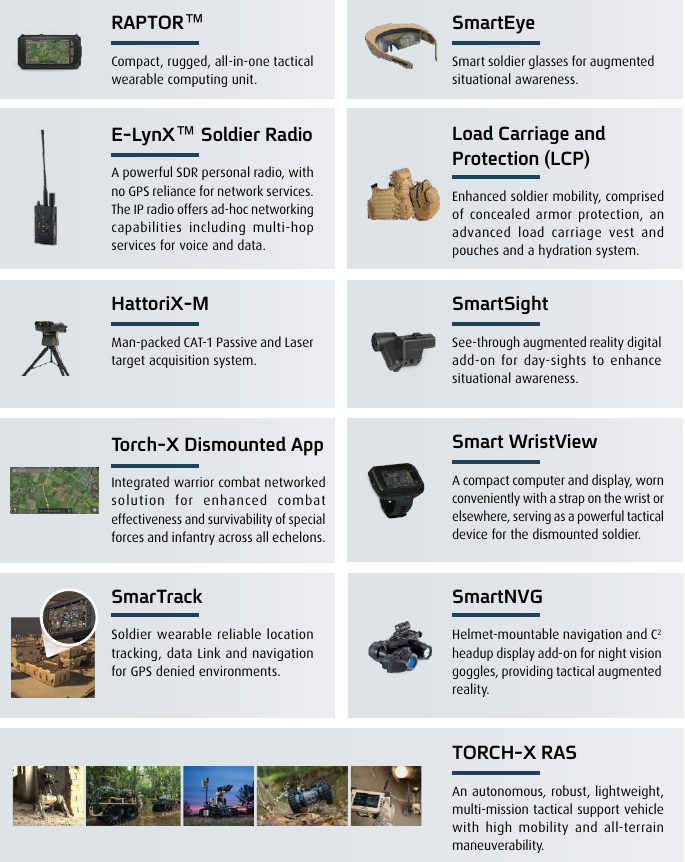 RAPTOR™
Compact, rugged, all-in-one tactical
wearable computing unit.
SmartEye
Smart soldier glasses for augmented
situational awareness.
E-LynX™ Soldier Radio
A powerful SDR personal radio, with
no GPS reliance for network services.
The IP radio offers ad-hoc networking
capabilities including multi-hop
services for voice and data.
Load Carriage and
Protection (LCP)
Enhanced soldier mobility, comprised
of concealed armor protection, an
advanced load carriage vest and
pouches and a hydration system.
HattoriX-M
Man-packed CAT-1 Passive and Laser
target acquisition system.
SmartSight
See-through augmented reality digital
add-on for day-sights to enhance
situational awareness.
Torch-X Dismounted App
Integrated warrior combat networked
solution for enhanced combat
effectiveness and survivability of special
forces and infantry across all echelons.
Smart WristView
A compact computer and display, worn
conveniently with a strap on the wrist or
elsewhere, serving as a powerful tactical
device for the dismounted soldier.
SmarTrack
Soldier wearable reliable location
tracking, data Link and navigation
for GPS denied environments.
SmartNVG
Helmet-mountable navigation and C²
headup display add-on for night vision
goggles, providing tactical augmented
reality.
TORCH-X RAS
An autonomous, robust, lightweight,
multi-mission tactical support vehicle
with high mobility and all-terrain
maneuverability.